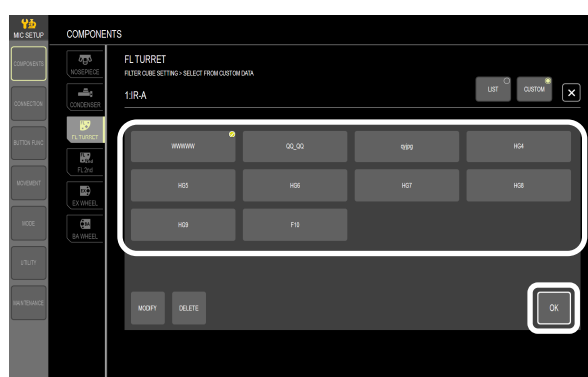 MIC SETUP
COMPONENTS
COMPONENTS
CONNECTION
BUTTON FUNC
MOVEMENT
MODE
UTILITY
MAINTENANCE
NOSEPIECE
CONDENSER
FL TURRET
FL 2nd
EX WHEEL
BA WHEEL
FL TURRET
FILTER CUBE SETTING > SELECT FROM CUSTOM DATA
1:IR-A
LIST
CUSTOM
WWWWW
QQ_QQ
qyjpg
HG4
HG5
HG6
HG7
HG8
HG9
F10
MODIFY
DELETE
OK